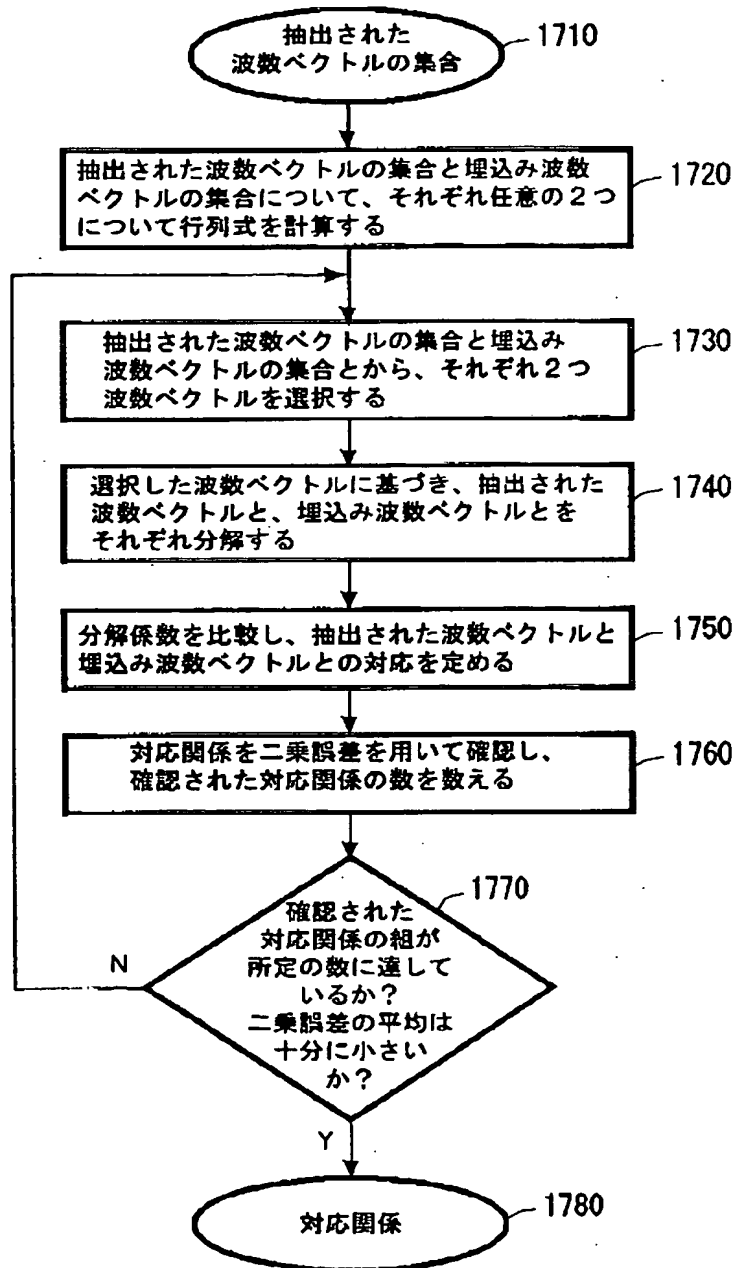 抽出された
波数ベクトルの集合
1710
抽出された波数ベクトルの集合と埋込み波数
ベクトルの集合について、それぞれ任意の2つ
について行列式を計算する
1720
抽出された波数ベクトルの集合と埋込み
波数ベクトルの集合とから、それぞれ2つ
波数ベクトルを選択する
1730
選択した波数ベクトルに基づき、抽出された
波数ベクトルと、埋込み波数ベクトルとを
それぞれ分解する
1740
分解係数を比較し、抽出された波数ベクトルと
埋込み波数ベクトルとの対応を定める
1750
対応関係を二乗誤差を用いて確認し、
確認された対応関係の数を数える
1760
1770
確認された
対応関係の組が
所定の数に達して
いるか?
二乗誤差の平均は
十分に小さい
か?
N
Y
対応関係
1780